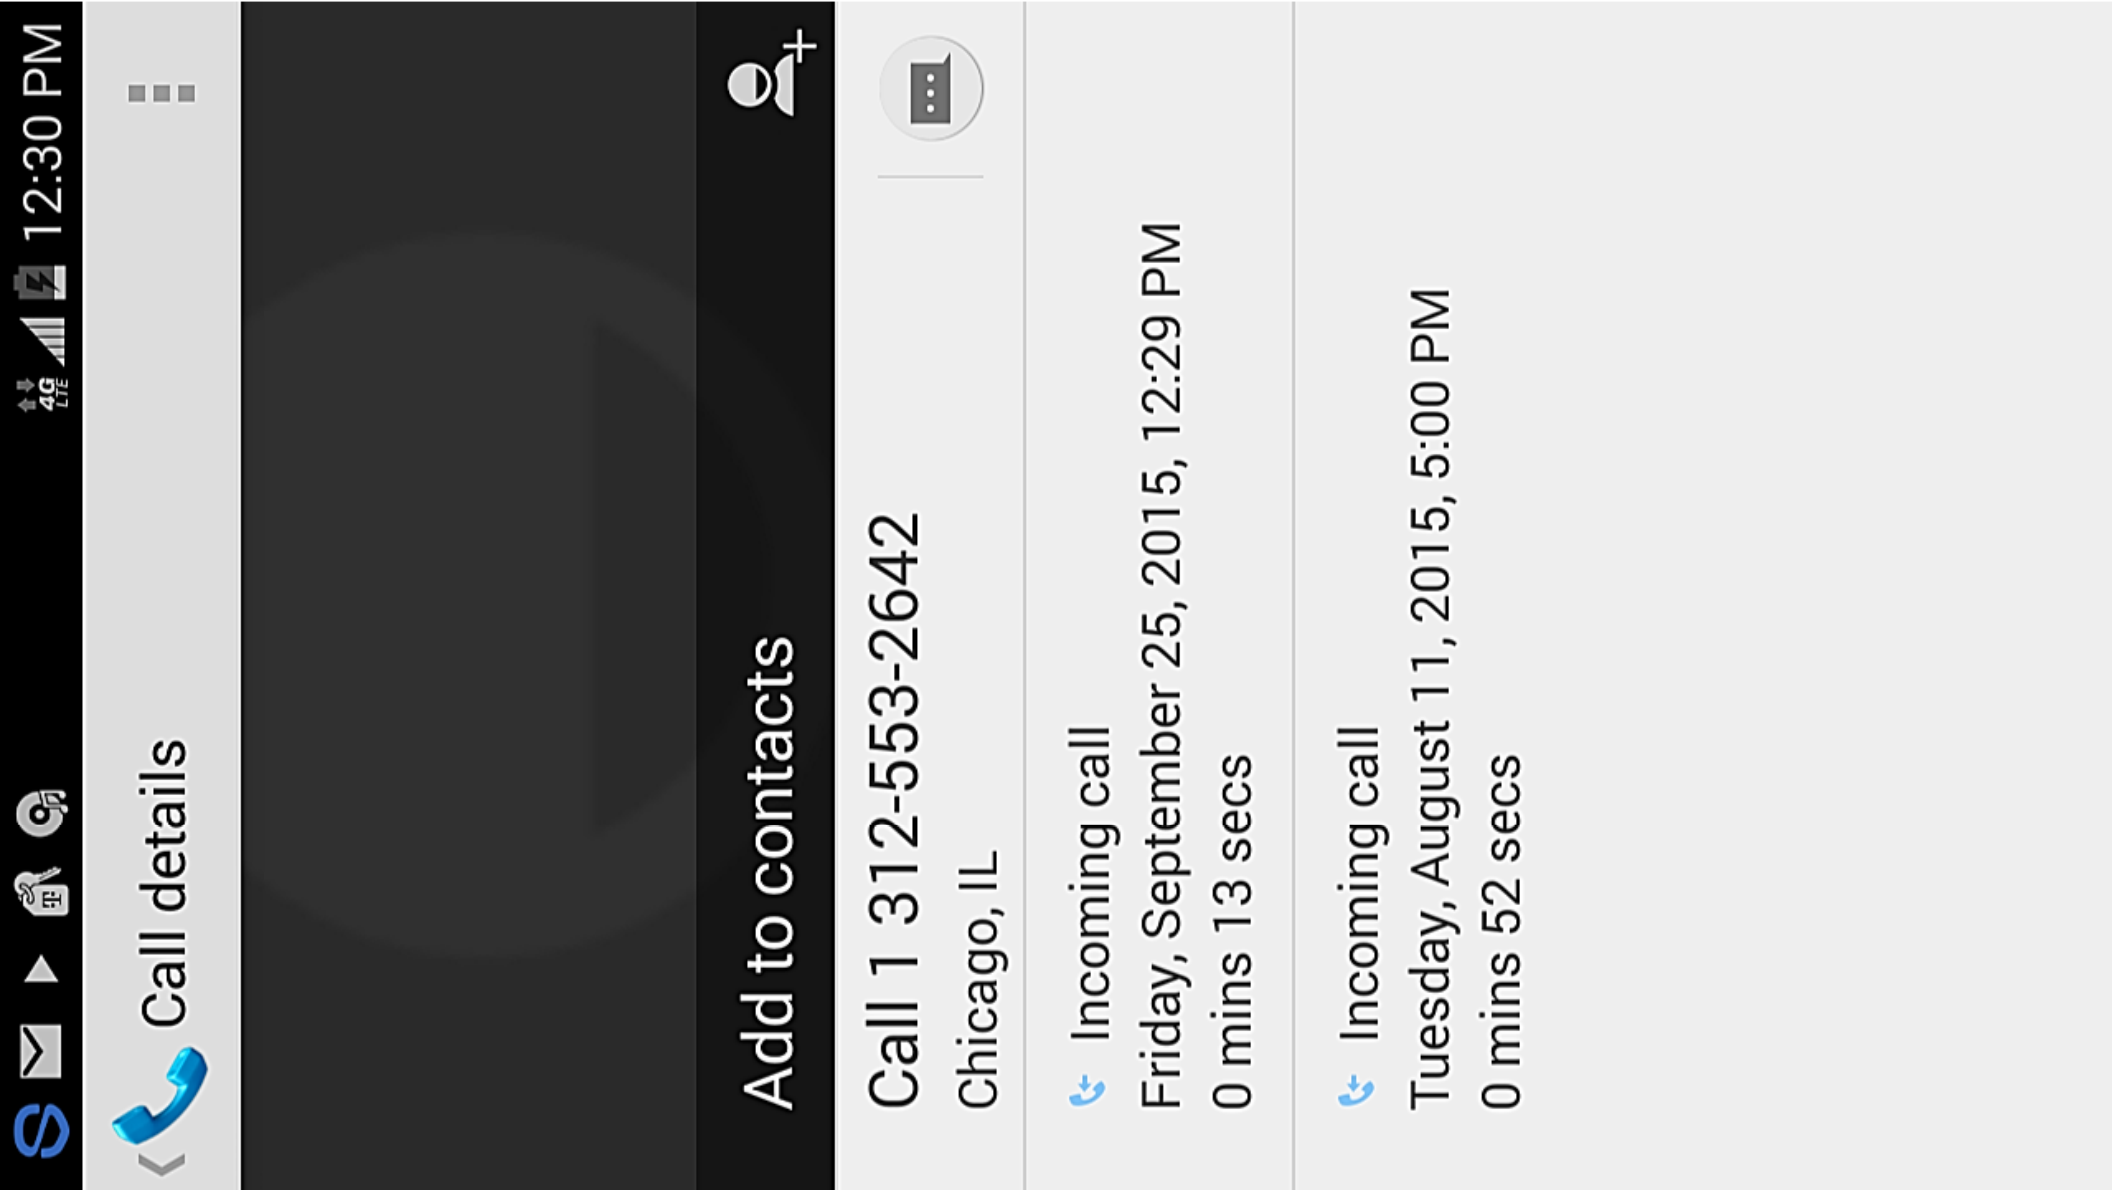 4G LTE 12:30 PM
Call details
Add to contacts
Call 1 312-553-2642
Chicago, IL
Incoming call
Friday, September 25, 2015, 12:29 PM
0 mins 13 secs
Incoming call
Tuesday, August 11, 2015, 5:00 PM
0 mins 52 secs